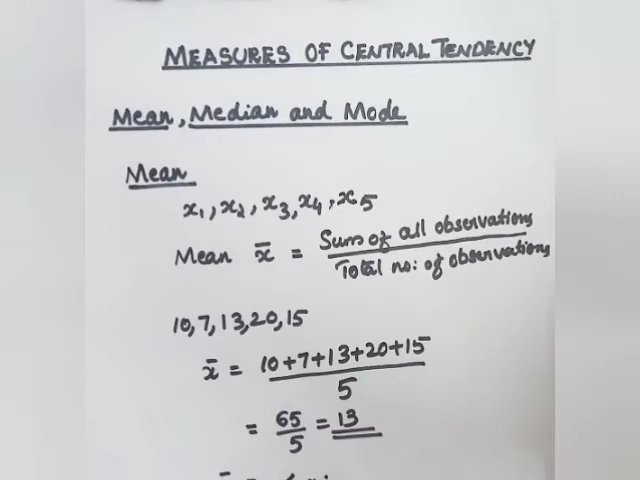 MEASURES OF CENTRAL TENDENCY
Mean, Median and Mode
Mean
x₁, x₂, x₃, x₄, x5
Mean x̄ = Sum of all observations / Total no: of observations
10, 7, 13, 20, 15
x̄ = 10+7+13+20+15 / 5
= 65/5 = 13